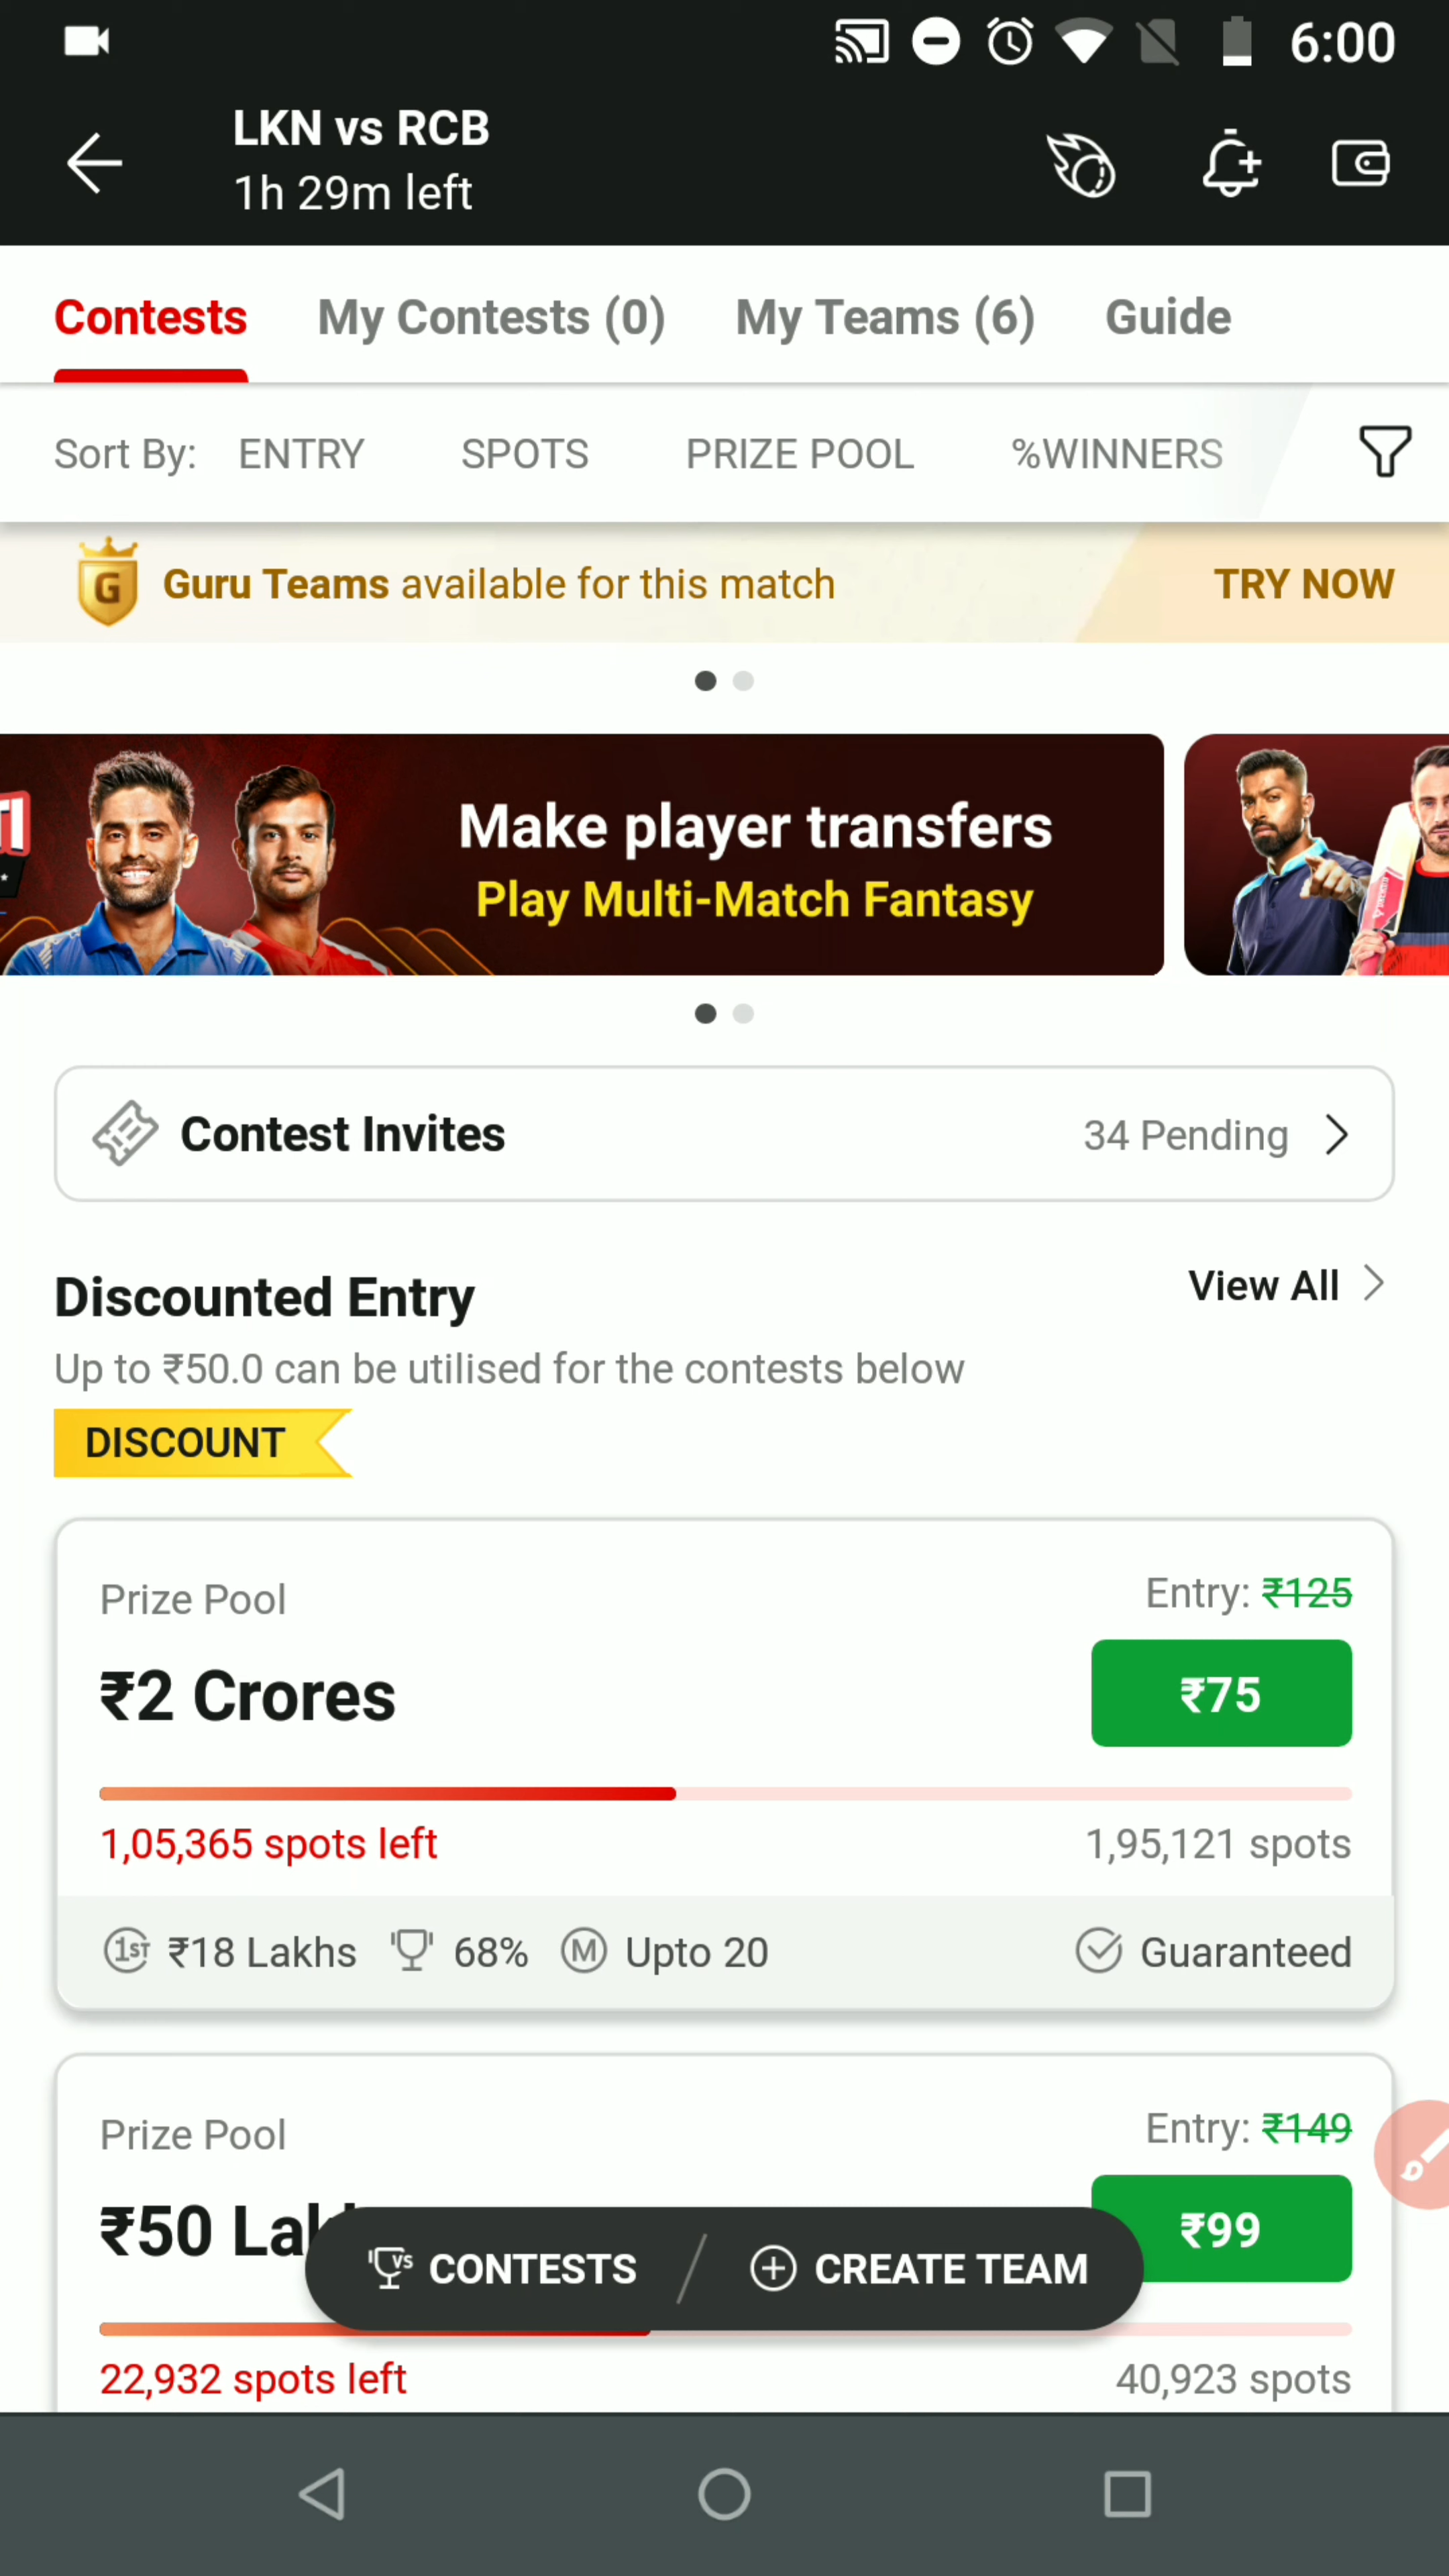 6:00
LKN vs RCB
1h 29m left
Contests My Contests (0) My Teams (6) Guide
Sort By: ENTRY SPOTS PRIZE POOL %WINNERS
G Guru Teams available for this match TRY NOW
Make player transfers
Play Multi-Match Fantasy
Contest Invites 34 Pending
Discounted Entry View All
Up to ₹50.0 can be utilised for the contests below
DISCOUNT
Prize Pool Entry: ₹125
₹2 Crores ₹75
1,05,365 spots left 1,95,121 spots
1ST ₹18 Lakhs 68% M Upto 20 Guaranteed
Prize Pool Entry: ₹149
₹50 ₹99
VS CONTESTS CREATE TEAM
22,932 spots left 40,923 spots